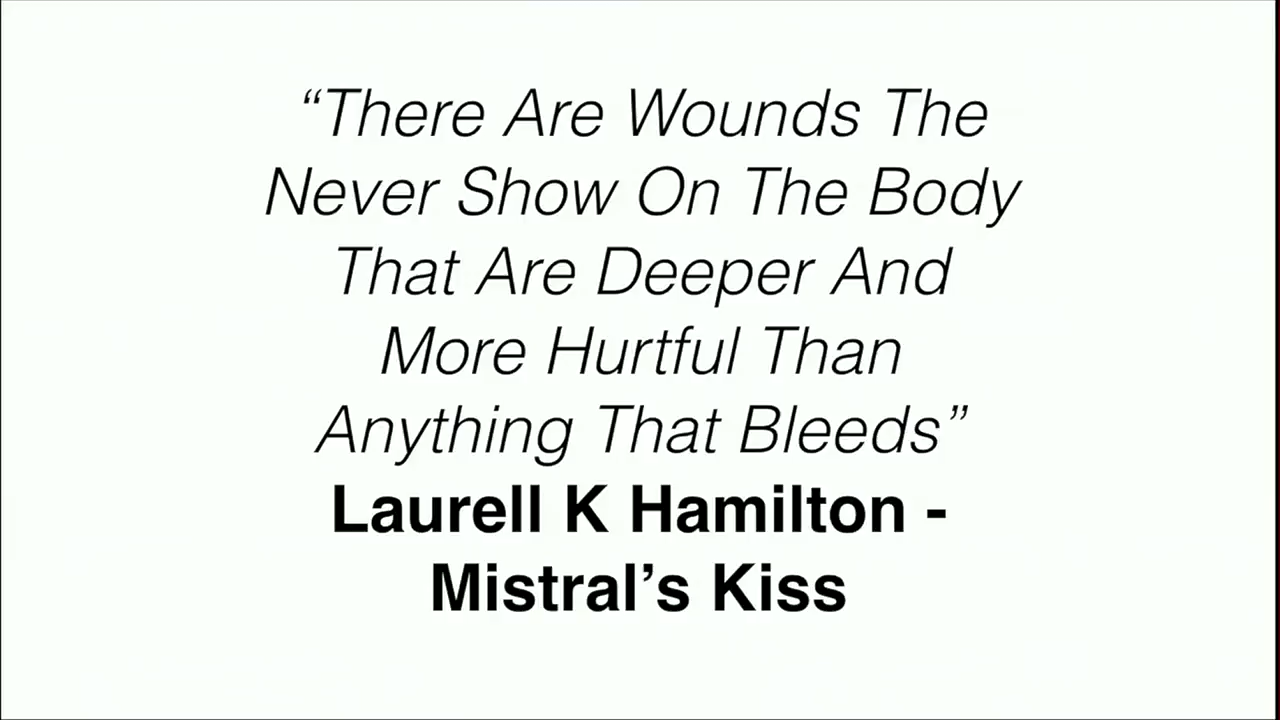 “There Are Wounds The
Never Show On The Body
That Are Deeper And
More Hurtful Than
Anything That Bleeds”
Laurell K Hamilton -
Mistral’s Kiss